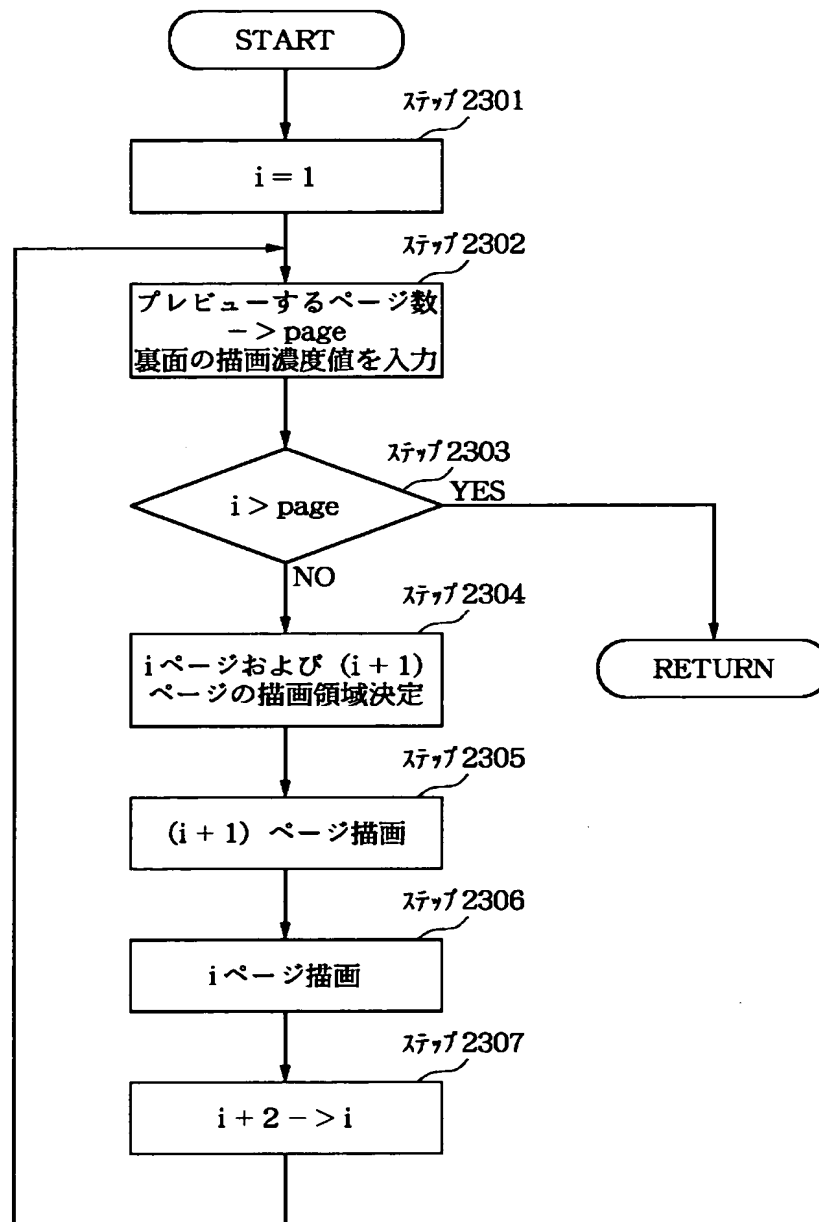 START
ステップ2301
i = 1
ステップ2302
プレビューするページ数
−> page
裏面の描画濃度値を入力
ステップ2303
i > page
YES
NO
ステップ2304
iページおよび (i + 1)
ページの描画領域決定
RETURN
ステップ2305
(i + 1) ページ描画
ステップ2306
iページ描画
ステップ2307
i + 2 −> i